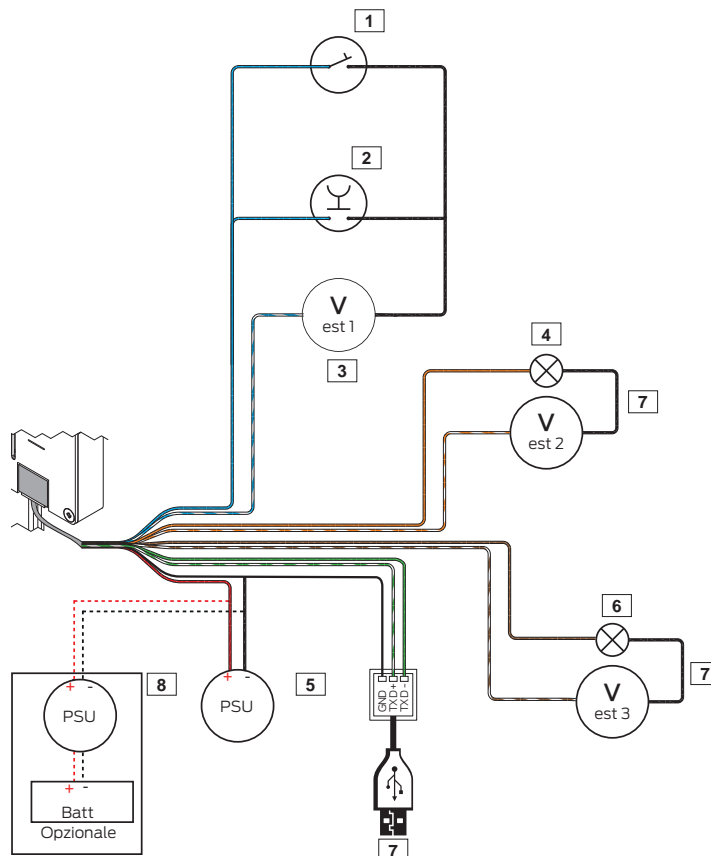 1
2
V
est 1
3
4
7
V
est 2
6
7
V
est 3
+ -
PSU
8
+ -
PSU
5
GND
TXD+
TXD -
+ -
Batt
Opzionale
7